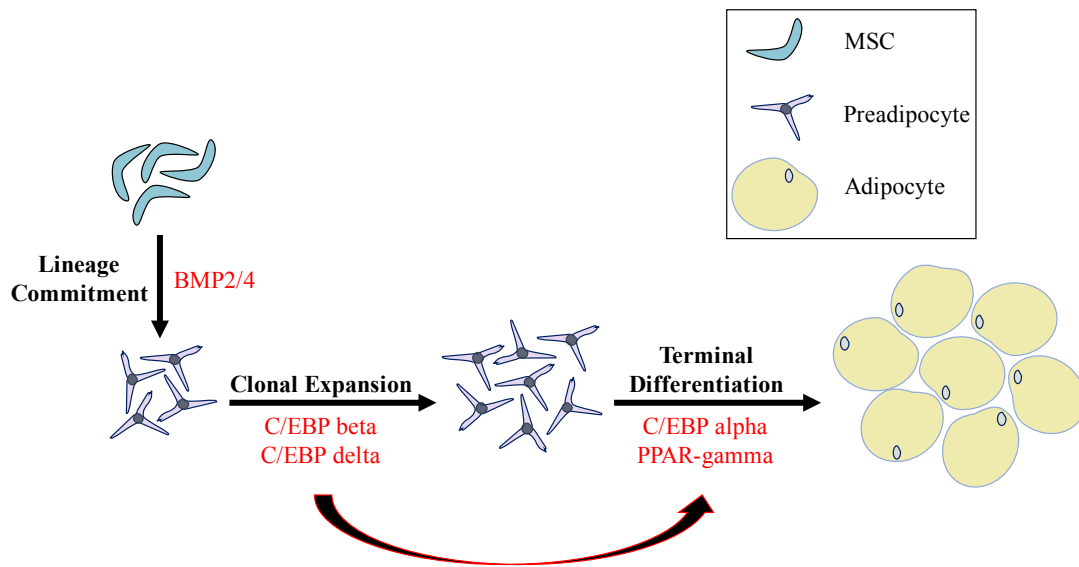 MSC
Preadipocyte
Adipocyte
Lineage
Commitment
BMP2/4
Clonal Expansion
C/EBP beta
C/EBP delta
Terminal
Differentiation
C/EBP alpha
PPAR-gamma